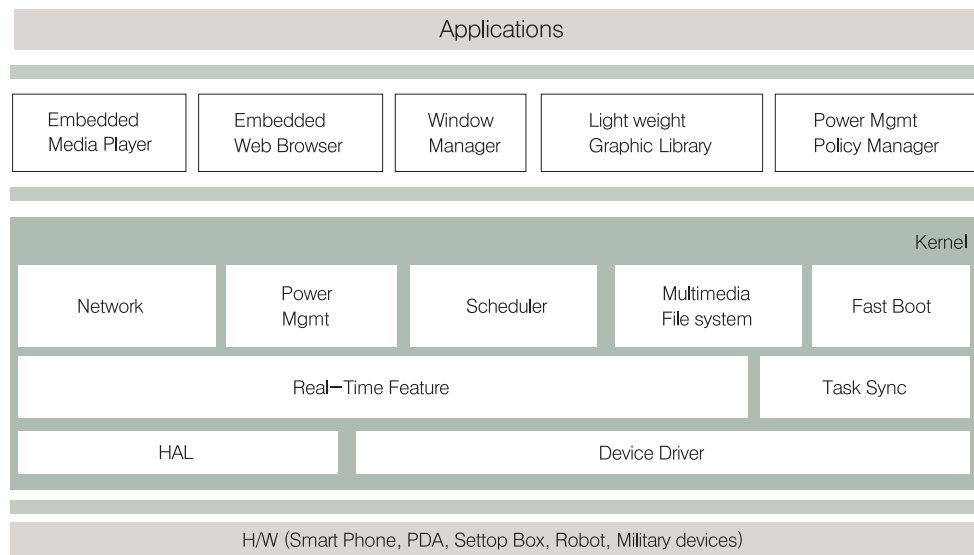 Applications
Embedded
Media Player
Embedded
Web Browser
Window
Manager
Light weight
Graphic Library
Power Mgmt
Policy Manager
Kernel
Network
Power
Mgmt
Scheduler
Multimedia
File system
Fast Boot
Real-Time Feature
Task Sync
HAL
Device Driver
H/W (Smart Phone, PDA, Settop Box, Robot, Military devices)